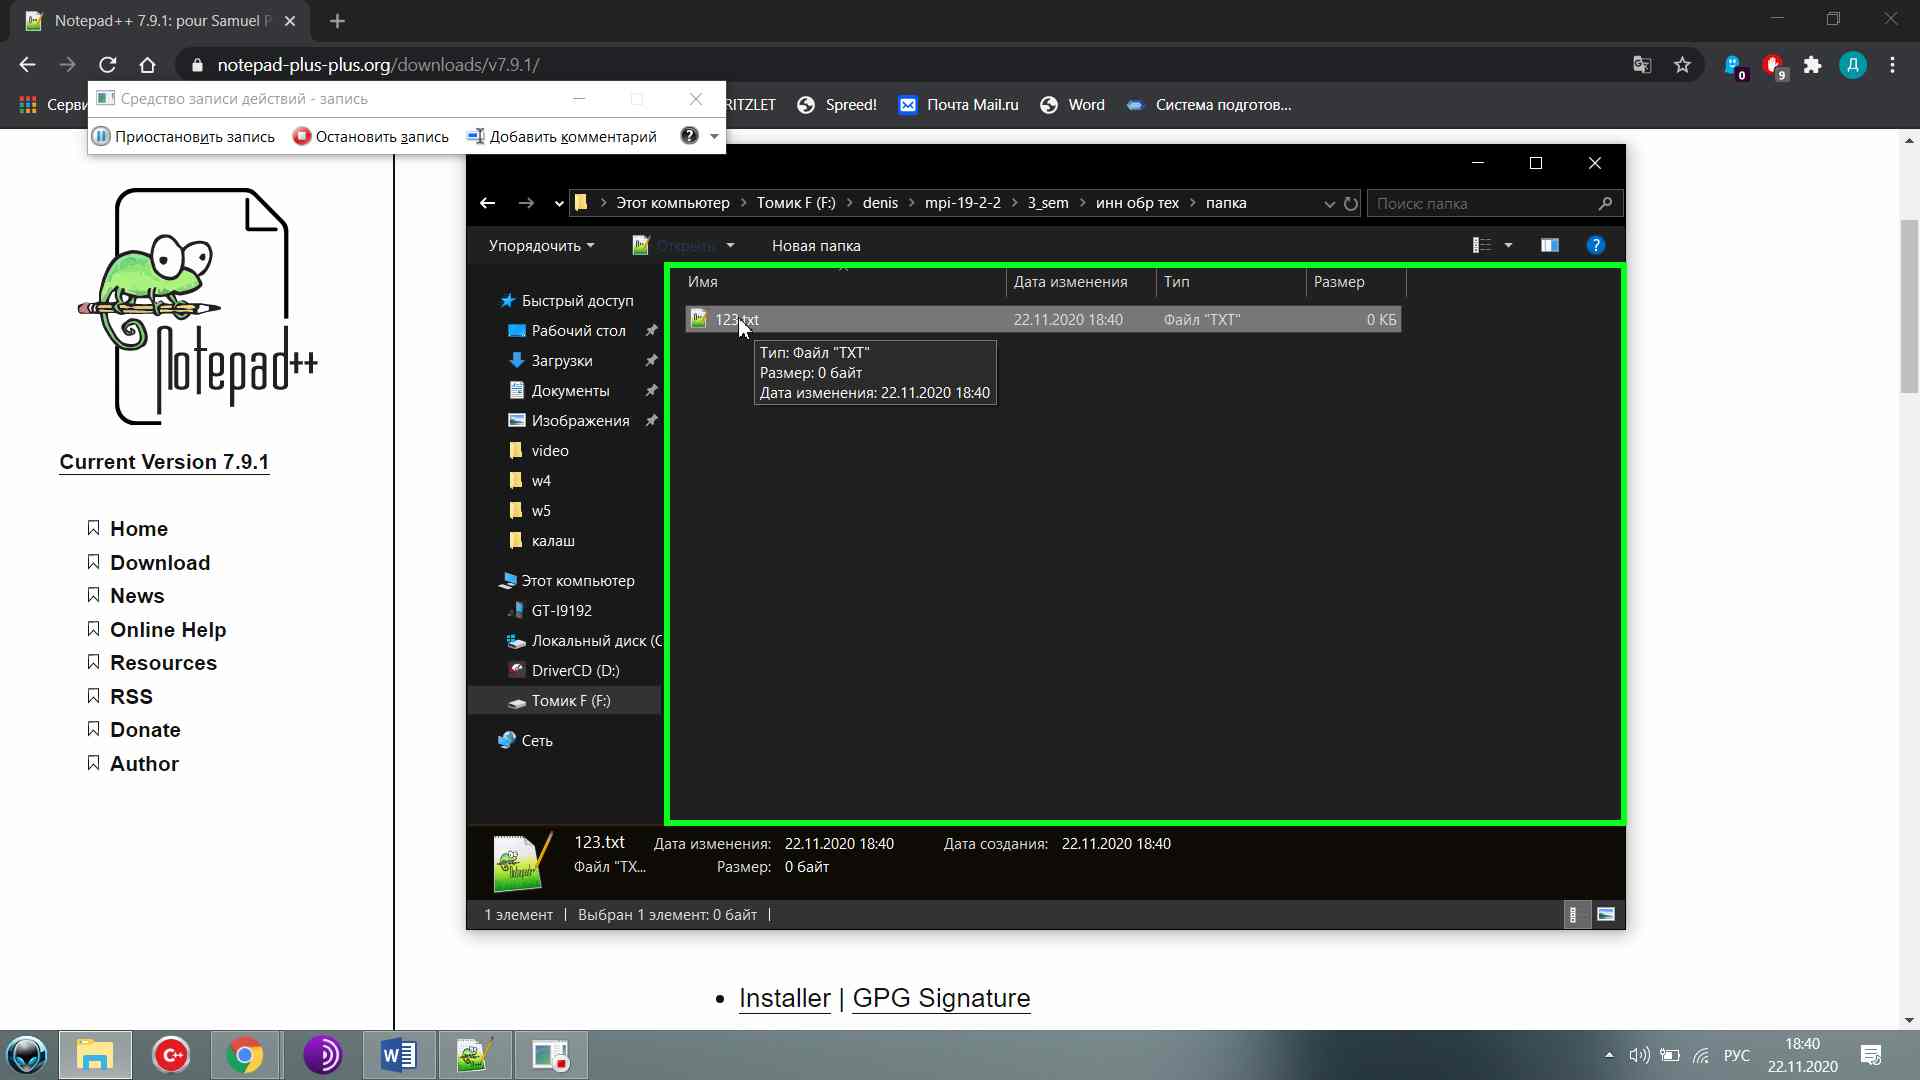 Notepad++ 7.9.1: pour Samuel P
notepad-plus-plus.org/downloads/v7.9.1/
0
9
Д
Серви
RITZLET
Spreed!
Почта Mail.ru
Word
Система подготов...
Средство записи действий - запись
Приостановить запись
Остановить запись
Добавить комментарий
Notepad++
Current Version 7.9.1
Home
Download
News
Online Help
Resources
RSS
Donate
Author
Этот компьютер
Томик F (F:)
denis
mpi-19-2-2
3_sem
инн обр тех
папка
Поиск: папка
Упорядочить
Открыть
Новая папка
Быстрый доступ
Рабочий стол
Загрузки
Документы
Изображения
video
w4
w5
калаш
Этот компьютер
GT-I9192
Локальный диск (C
DriverCD (D:)
Томик F (F:)
Сеть
Имя
Дата изменения
Тип
Размер
123.txt
22.11.2020 18:40
Файл "TXT"
0 КБ
Тип: Файл "TXT"
Размер: 0 байт
Дата изменения: 22.11.2020 18:40
123.txt
Дата изменения: 22.11.2020 18:40
Дата создания: 22.11.2020 18:40
Файл "TX...
Размер: 0 байт
1 элемент
Выбран 1 элемент: 0 байт
Installer | GPG Signature
РУС
18:40
22.11.2020